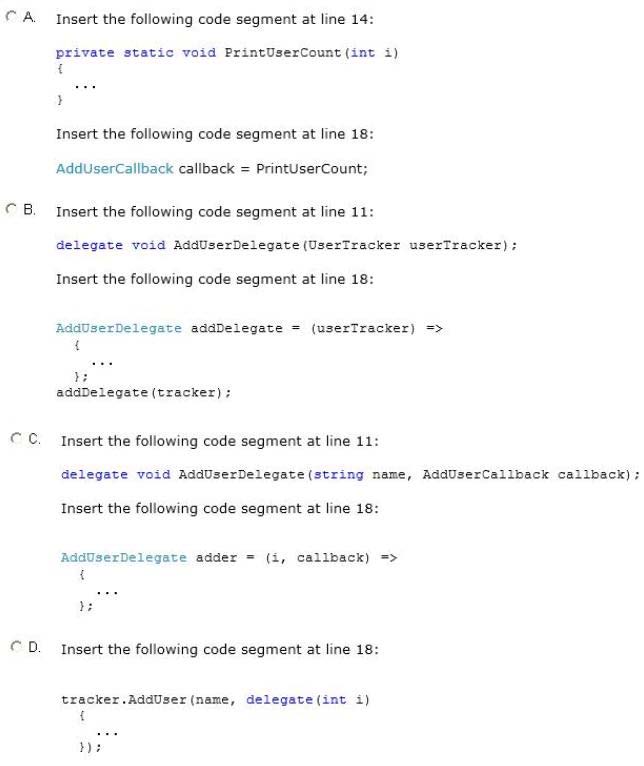 A. Insert the following code segment at line 14:
private static void PrintUserCount(int i)
{
...
}
Insert the following code segment at line 18:
AddUserCallback callback = PrintUserCount;
B. Insert the following code segment at line 11:
delegate void AddUserDelegate(UserTracker userTracker);
Insert the following code segment at line 18:
AddUserDelegate addDelegate = (userTracker) =>
{
...
};
addDelegate(tracker);
C. Insert the following code segment at line 11:
delegate void AddUserDelegate(string name, AddUserCallback callback);
Insert the following code segment at line 18:
AddUserDelegate adder = (i, callback) =>
{
...
};
D. Insert the following code segment at line 18:
tracker.AddUser(name, delegate(int i)
{
...
});